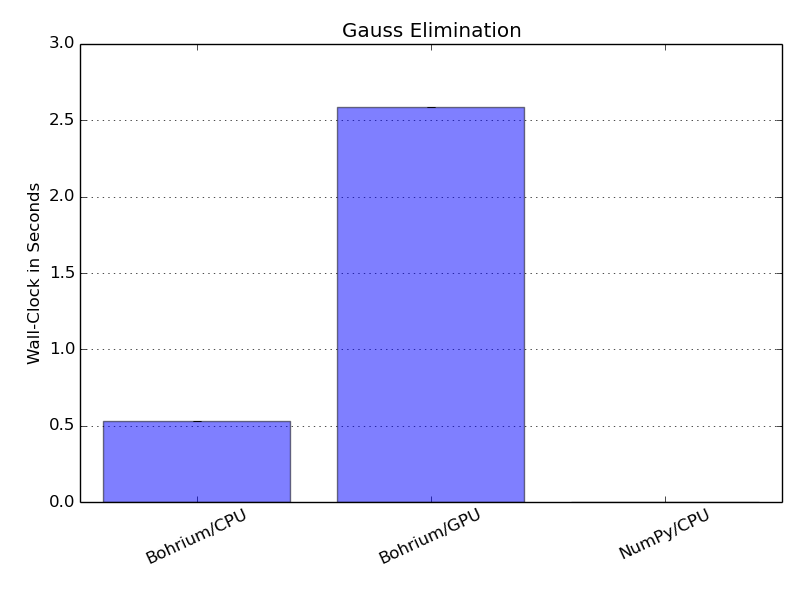 Gauss Elimination
3.0
2.5
2.0
1.5
1.0
0.5
0.0
Wall-Clock in Seconds
Bohrium/CPU
Bohrium/GPU
NumPy/CPU